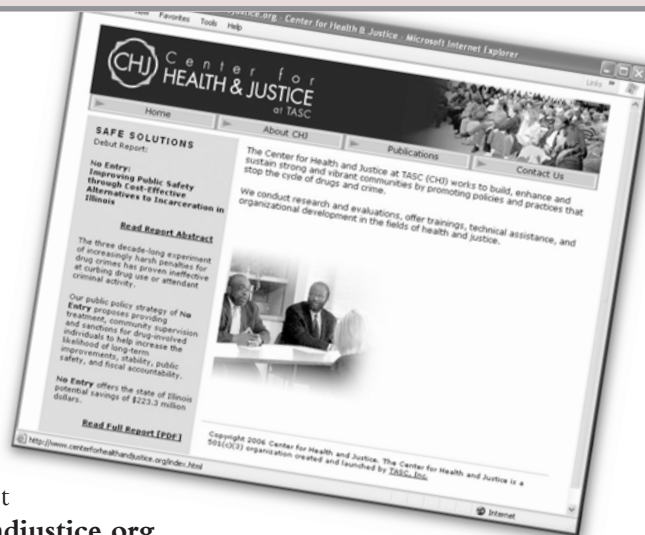 Favorites Tools Help
justice.org - Center for Health & Justice - Microsoft Internet Explorer
Links
CHJ
Center for
HEALTH & JUSTICE
at TASC
Home
About CHJ
Publications
Contact Us
SAFE SOLUTIONS
Debut Report:
No Entry:
Improving Public Safety
through Cost-Effective
Alternatives to Incarceration in
Illinois
Read Report Abstract
The three decade-long experiment
of increasingly harsh penalties for
drug crimes has proven ineffective
at curbing drug use or attendant
criminal activity.
Our public policy strategy of No
Entry proposes providing
treatment, community supervision
and sanctions for drug-involved
individuals to help increase the
likelihood of long-term
improvements, stability, public
safety, and fiscal accountability.
No Entry offers the state of Illinois
potential savings of $223.3 million
dollars.
Read Full Report [PDF]
The Center for Health and Justice at TASC (CHJ) works to build, enhance and
sustain strong and vibrant communities by promoting policies and practices that
stop the cycle of drugs and crime.
We conduct research and evaluations, offer trainings, technical assistance, and
organizational development in the fields of health and justice.
Copyright 2006 Center for Health and Justice. The Center for Health and Justice is a
501(c)(3) organization created and launched by TASC, Inc.
http://www.centerforhealthandjustice.org/index.html
Internet
t
ndjustice.org